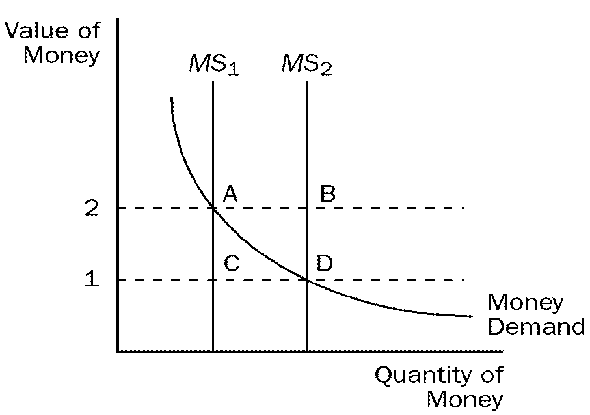 Value of
Money
MS₁ MS₂
A B
2
C D
1
Money
Demand
Quantity of
Money